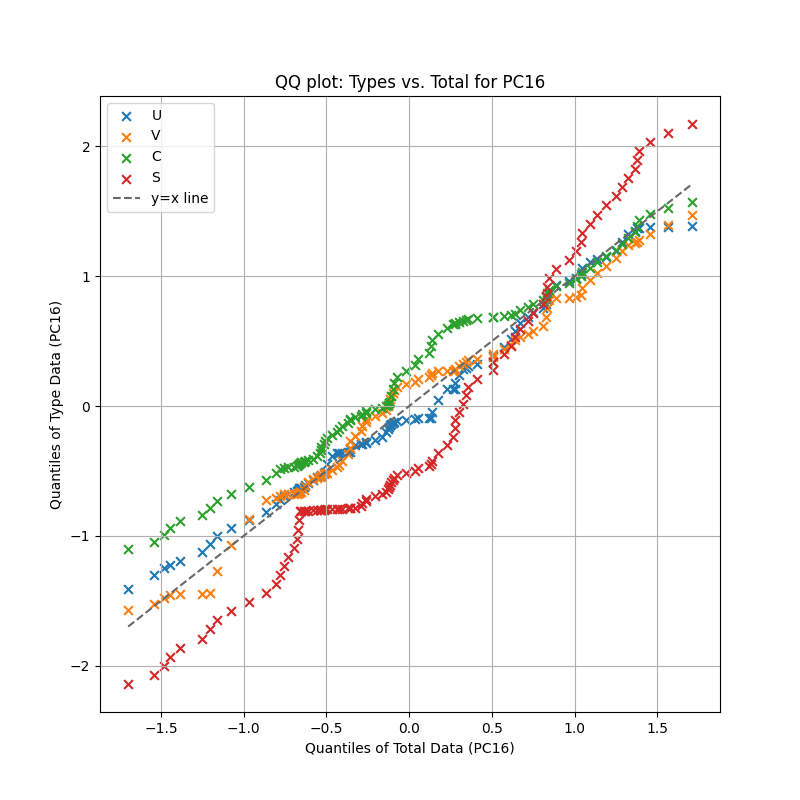 QQ plot: Types vs. Total for PC16
U
V
C
S
y=x line
Quantiles of Type Data (PC16)
2
1
0
−1
−2
−1.5
−1.0
−0.5
0.0
0.5
1.0
1.5
Quantiles of Total Data (PC16)